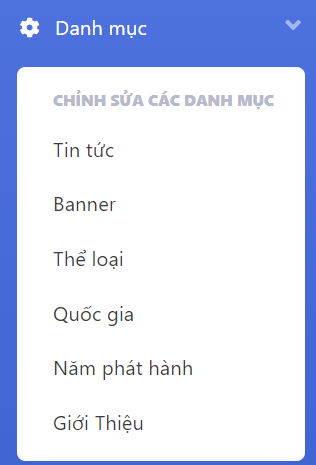 Danh mục
CHỈNH SỬA CÁC DANH MỤC
Tin tức
Banner
Thể loại
Quốc gia
Năm phát hành
Giới Thiệu